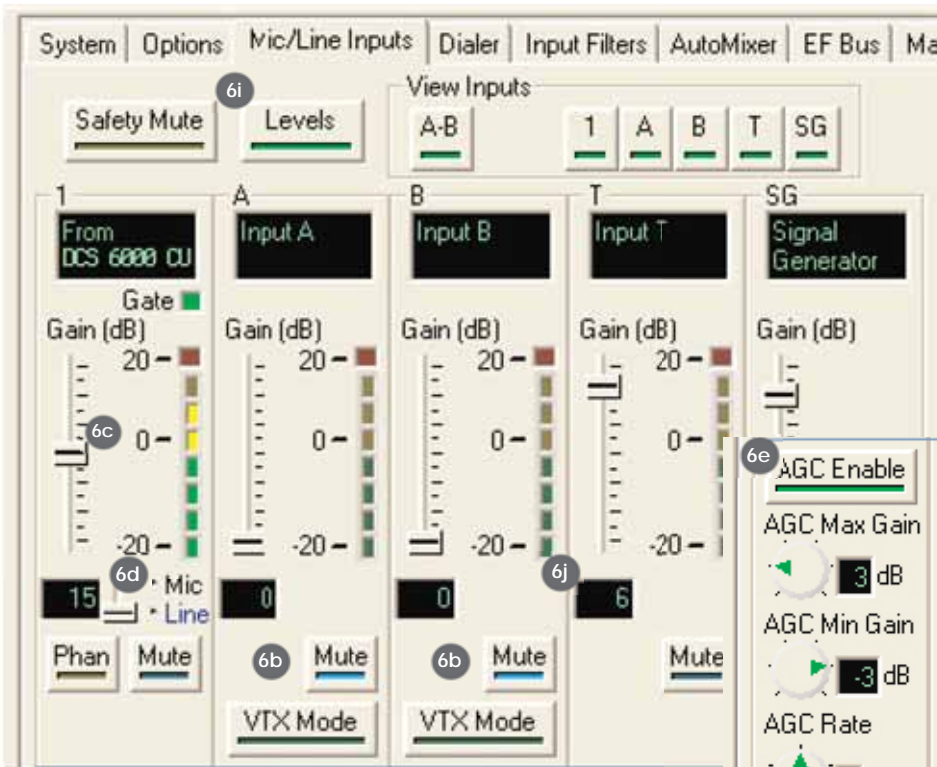 System Options Mic/Line Inputs Dialer Input Filters AutoMixer EF Bus Ma
6i
View Inputs
Safety Mute Levels A-B 1 A B T SG
1 A B T SG
From
DCS 6000 CU
Input A
Input B
Input T
Signal
Generator
Gate
Gain (dB) Gain (dB) Gain (dB) Gain (dB) Gain (dB)
20 20 20 20
6c
0 0 0 0
6e
AGC Enable
-20 -20 -20 -20
AGC Max Gain
6d
Mic
Line
6j
15 0 0 6
3 dB
AGC Min Gain
-3 dB
Phan Mute 6b Mute 6b Mute Mute
VTX Mode VTX Mode
AGC Rate